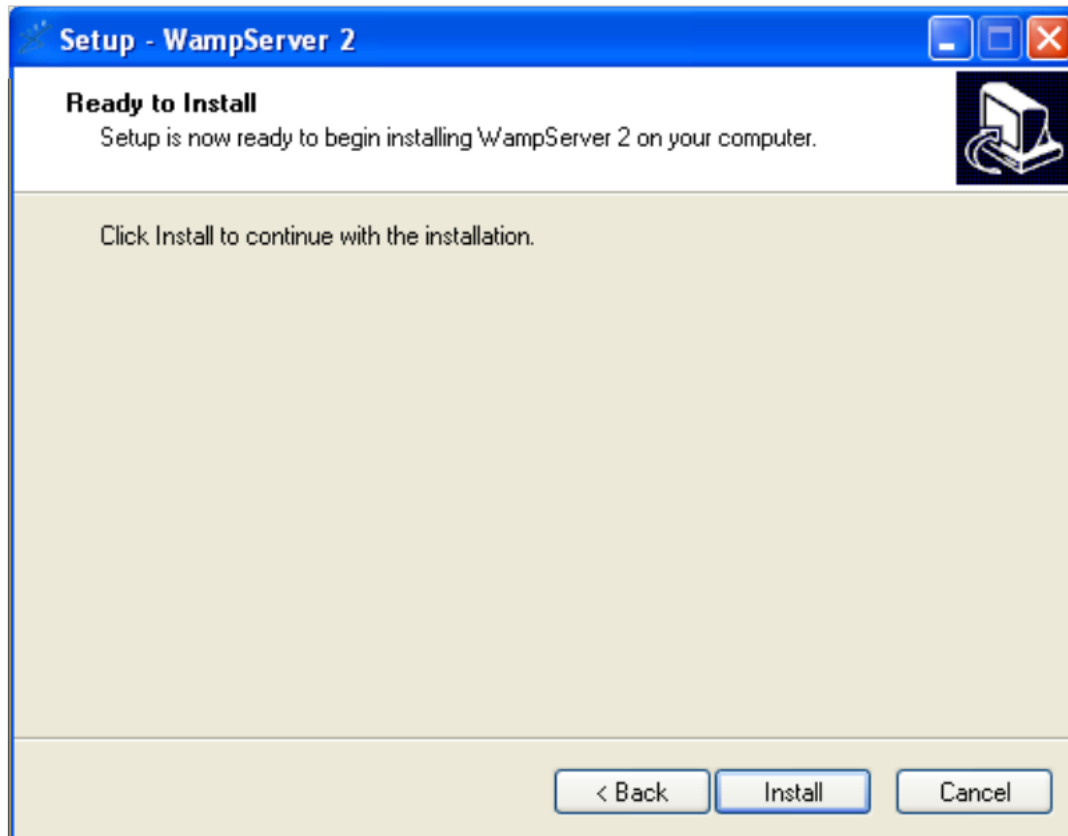 Setup - WampServer 2
Ready to Install
Setup is now ready to begin installing WampServer 2 on your computer.
Click Install to continue with the installation.
< Back
Install
Cancel